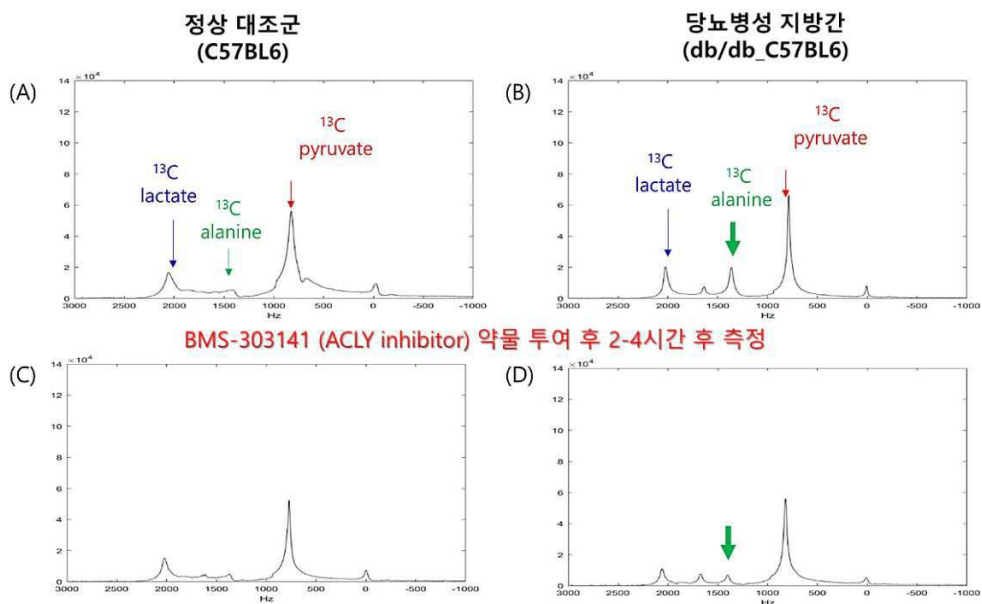 정상 대조군
(C57BL6)
당뇨병성 지방간
(db/db_C57BL6)
(A)
× 10⁴
14
12
10
8
6
4
2
0
3000 2500 2000 1500 1000 500 0 -500 -1000
Hz
¹³C
lactate
¹³C
alanine
¹³C
pyruvate
(B)
× 10⁴
14
12
10
8
6
4
2
0
3000 2500 2000 1500 1000 500 0 -500 -1000
Hz
¹³C
lactate
¹³C
alanine
¹³C
pyruvate
BMS-303141 (ACLY inhibitor) 약물 투여 후 2-4시간 후 측정
(C)
× 10⁴
14
12
10
8
6
4
2
0
3000 2500 2000 1500 1000 500 0 -500 -1000
Hz
(D)
× 10⁴
14
12
10
8
6
4
2
0
3000 2500 2000 1500 1000 500 0 -500 -1000
Hz